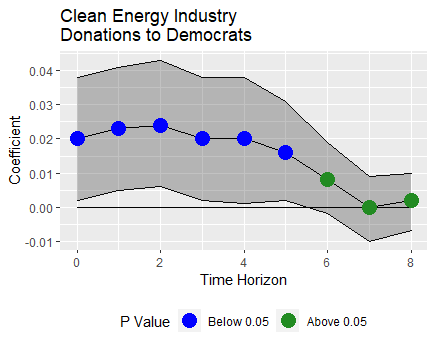 Clean Energy Industry
Donations to Democrats
Coefficient
0.04
0.03
0.02
0.01
0.00
-0.01
0 2 4 6 8
Time Horizon
P Value Below 0.05 Above 0.05